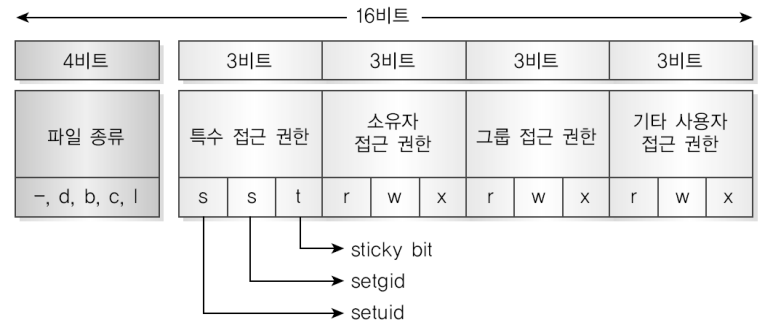 16비트
4비트 3비트 3비트 3비트 3비트
파일 종류 특수 접근 권한 소유자 접근 권한 그룹 접근 권한 기타 사용자 접근 권한
-, d, b, c, l s s t r w x r w x r w x
sticky bit
setgid
setuid